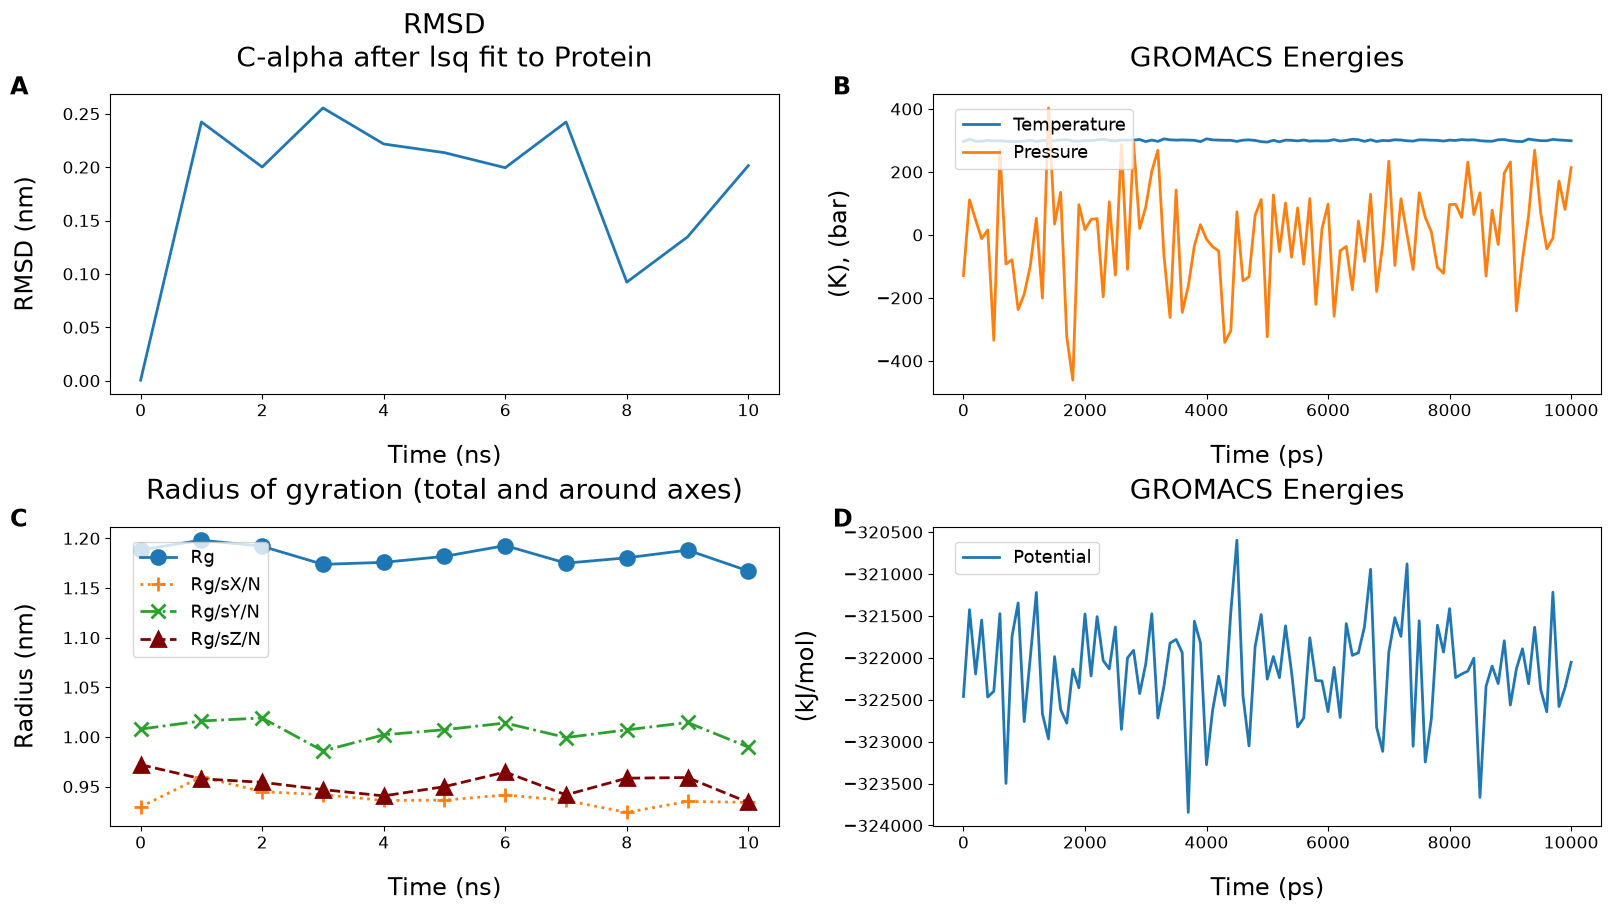 RMSD
C-alpha after lsq fit to Protein
A
RMSD (nm)
0.25
0.20
0.15
0.10
0.05
0.00
0 2 4 6 8 10
Time (ns)
GROMACS Energies
B
(K), (bar)
400
200
0
−200
−400
Temperature
Pressure
0 2000 4000 6000 8000 10000
Time (ps)
Radius of gyration (total and around axes)
C
Radius (nm)
1.20
1.15
1.10
1.05
1.00
0.95
Rg
Rg/sX/N
Rg/sY/N
Rg/sZ/N
0 2 4 6 8 10
Time (ns)
GROMACS Energies
D
(kJ/mol)
−320500
−321000
−321500
−322000
−322500
−323000
−323500
−324000
Potential
0 2000 4000 6000 8000 10000
Time (ps)